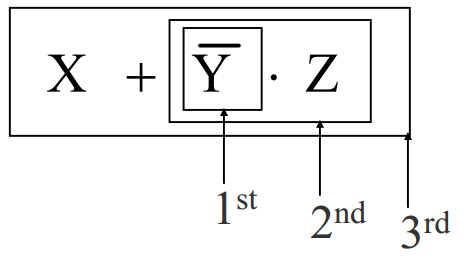 X + Y̅ · Z
1st
2nd
3rd